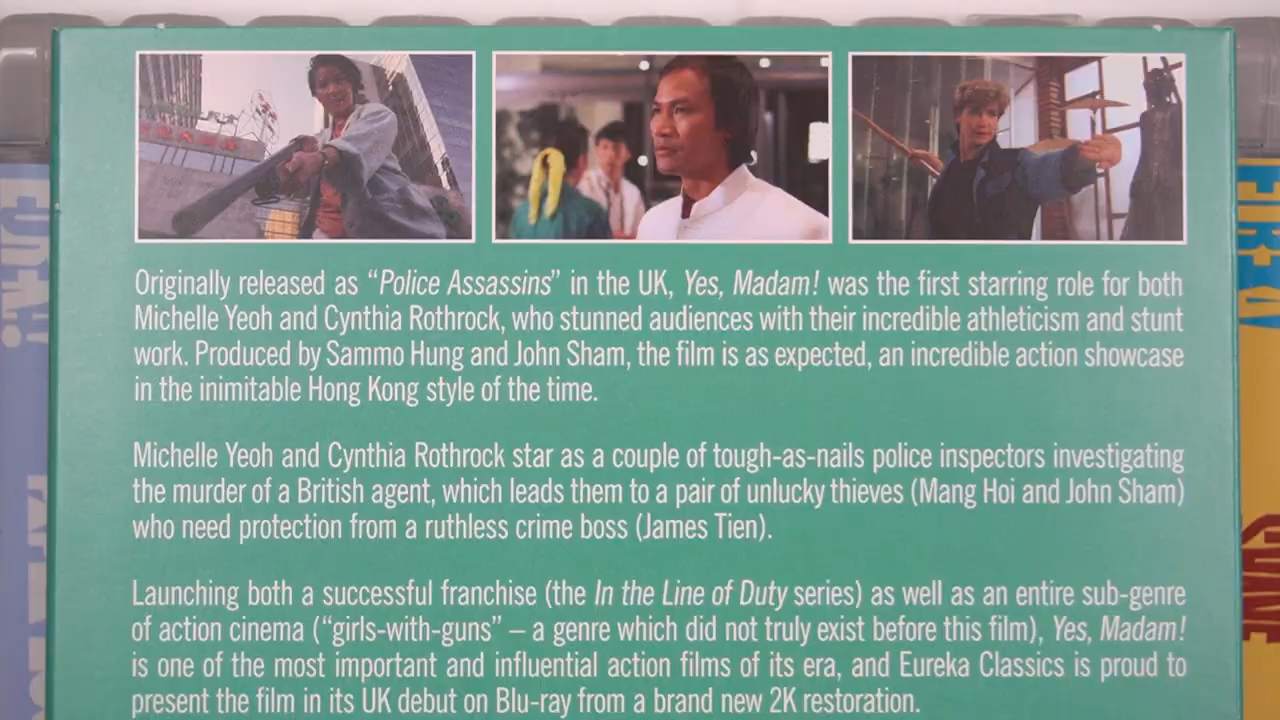 Originally released as “Police Assassins” in the UK, Yes, Madam! was the first starring role for both
Michelle Yeoh and Cynthia Rothrock, who stunned audiences with their incredible athleticism and stunt
work. Produced by Sammo Hung and John Sham, the film is as expected, an incredible action showcase
in the inimitable Hong Kong style of the time.
Michelle Yeoh and Cynthia Rothrock star as a couple of tough-as-nails police inspectors investigating
the murder of a British agent, which leads them to a pair of unlucky thieves (Mang Hoi and John Sham)
who need protection from a ruthless crime boss (James Tien).
Launching both a successful franchise (the In the Line of Duty series) as well as an entire sub-genre
of action cinema (“girls-with-guns” – a genre which did not truly exist before this film), Yes, Madam!
is one of the most important and influential action films of its era, and Eureka Classics is proud to
present the film in its UK debut on Blu-ray from a brand new 2K restoration.